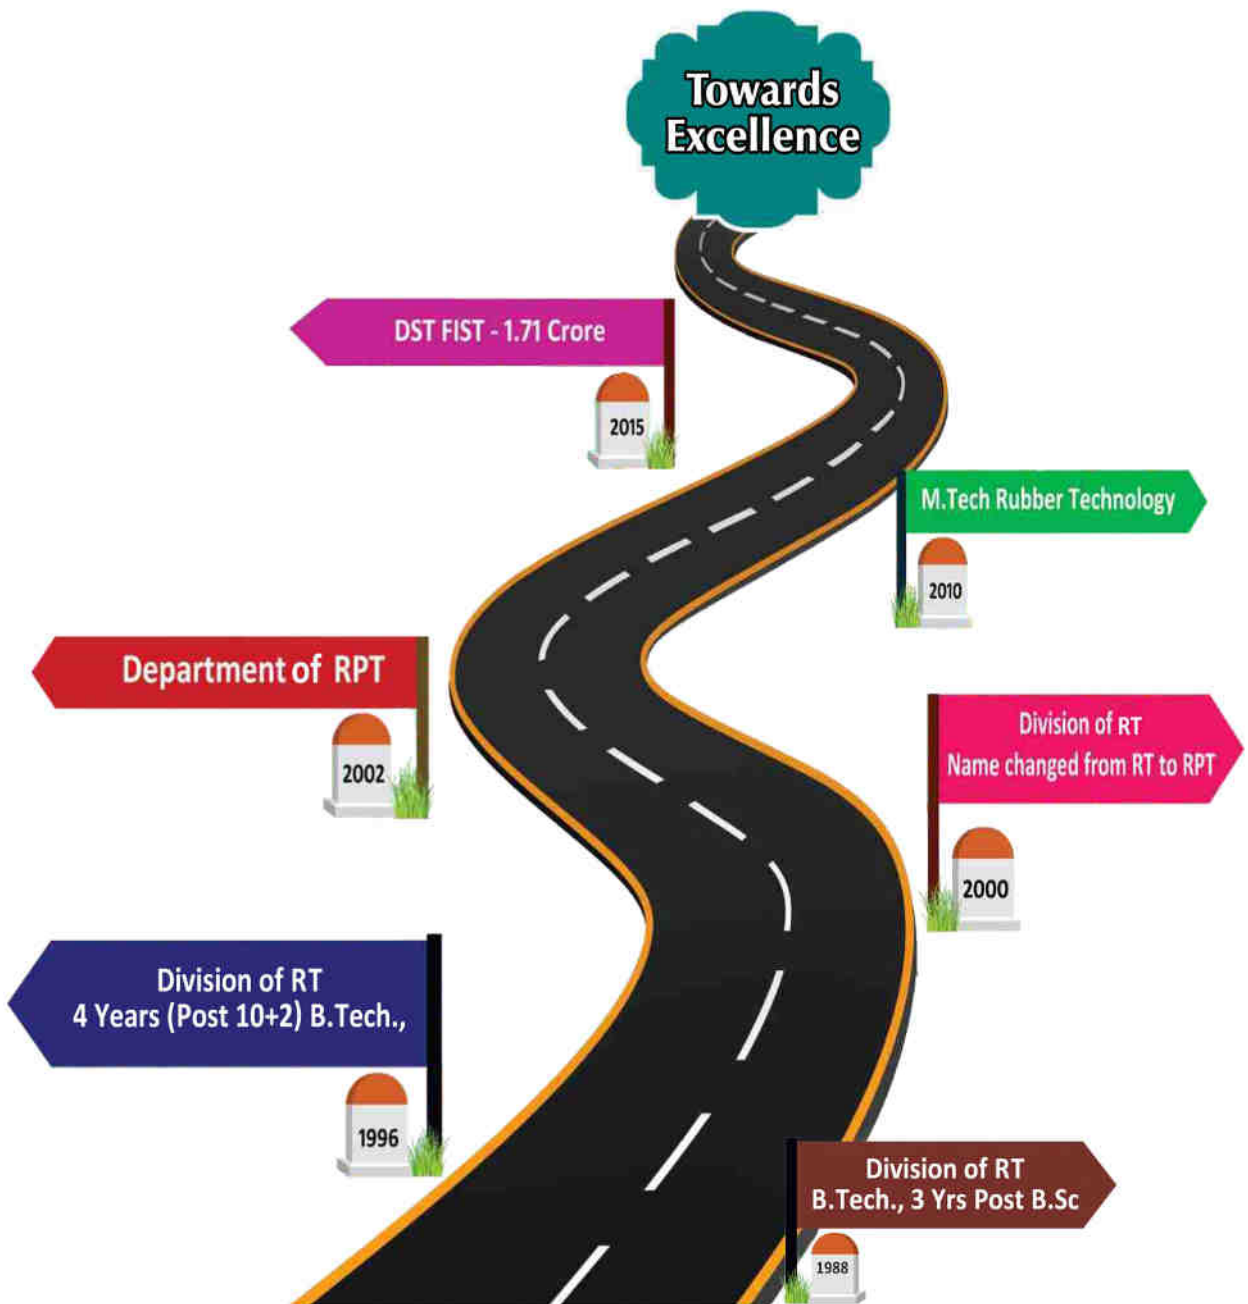 Towards
Excellence
DST FIST - 1.71 Crore
2015
M.Tech Rubber Technology
2010
Department of RPT
2002
Division of RT
Name changed from RT to RPT
2000
Division of RT
4 Years (Post 10+2) B.Tech.,
1996
Division of RT
B.Tech., 3 Yrs Post B.Sc
1988